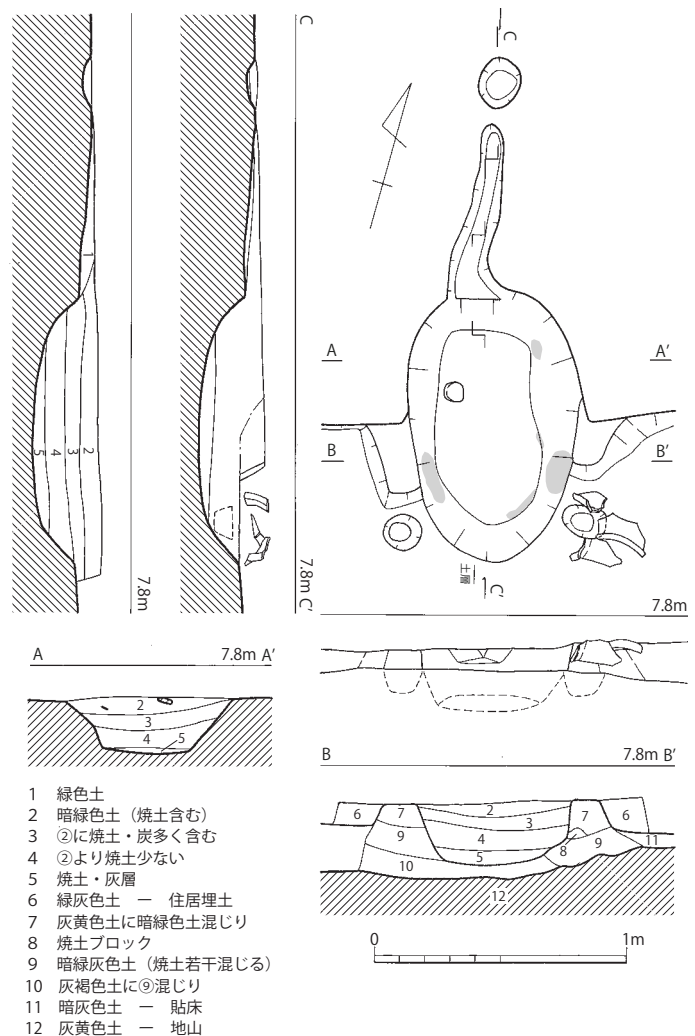 C
C
7.8m
7.8m C'
1
2
3
4
5
A
A'
B
B'
土層
C'
7.8m
A
7.8m A'
2
3
4
5
B
7.8m B'
6
7
2
7
6
3
9
4
9
11
5
8
10
12
1 緑色土
2 暗緑色土（焼土含む）
3 ②に焼土・炭多く含む
4 ②より焼土少ない
5 焼土・灰層
6 緑灰色土 ー 住居埋土
7 灰黄色土に暗緑色土混じり
8 焼土ブロック
9 暗緑灰色土（焼土若干混じる）
10 灰褐色土に⑨混じり
11 暗灰色土 ー 貼床
12 灰黄色土 ー 地山
0
1m